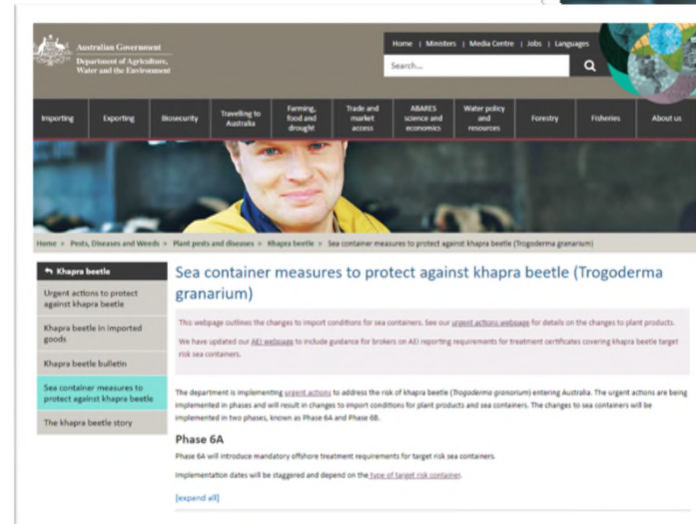 Australian Government
Department of Agriculture,
Water and the Environment
Home | Ministers | Media Centre | Jobs | Languages
Search...
Importing
Exporting
Biosecurity
Travelling to
Australia
Farming,
food and
drought
Trade and
market
access
ABARES
science and
economics
Water policy
and
resources
Forestry
Fisheries
About us
Home > Pests, Diseases and Weeds > Plant pests and diseases > Khapra beetle > Sea container measures to protect against khapra beetle (Trogoderma granarium)
Khapra beetle
Urgent actions to protect
against khapra beetle
Khapra beetle in imported
goods
Khapra beetle bulletin
Sea container measures to
protect against khapra beetle
The khapra beetle story
Sea container measures to protect against khapra beetle (Trogoderma
granarium)
This webpage outlines the changes to import conditions for sea containers. See our urgent actions webpage for details on the changes to plant products.
We have updated our AEI webpage to include guidance for brokers on AEI reporting requirements for treatment certificates covering khapra beetle target
risk sea containers.
The department is implementing urgent actions to address the risk of khapra beetle (Trogoderma granarium) entering Australia. The urgent actions are being
implemented in phases and will result in changes to import conditions for plant products and sea containers. The changes to sea containers will be
implemented in two phases, known as Phase 6A and Phase 6B.
Phase 6A
Phase 6A will introduce mandatory offshore treatment requirements for target risk sea containers.
Implementation dates will be staggered and depend on the type of target risk container.
[expand all]